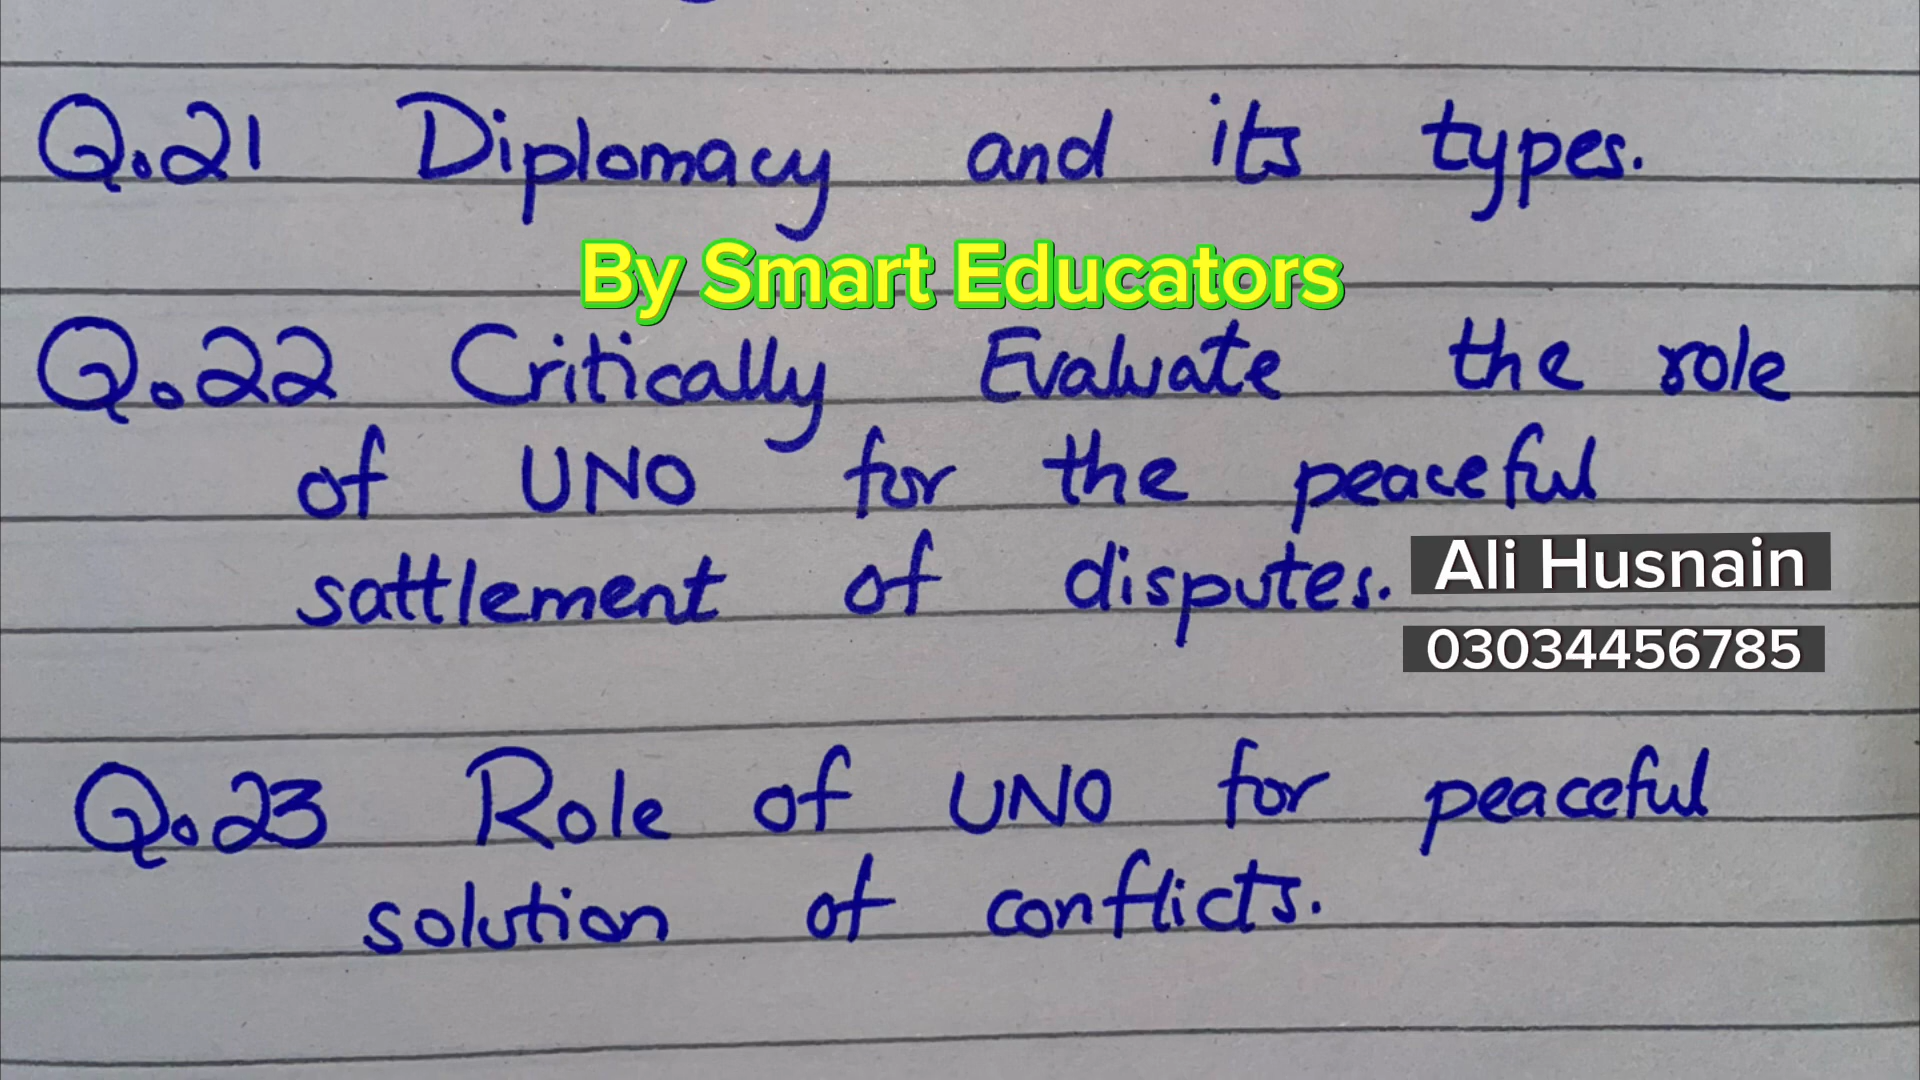 Q.21 Diplomacy and its types.
By Smart Educators
Q.22 Critically Evaluate the role
of UNO for the peaceful
sattlement of disputes.
Ali Husnain
03034456785
Q.23 Role of UNO for peaceful
solution of conflicts.